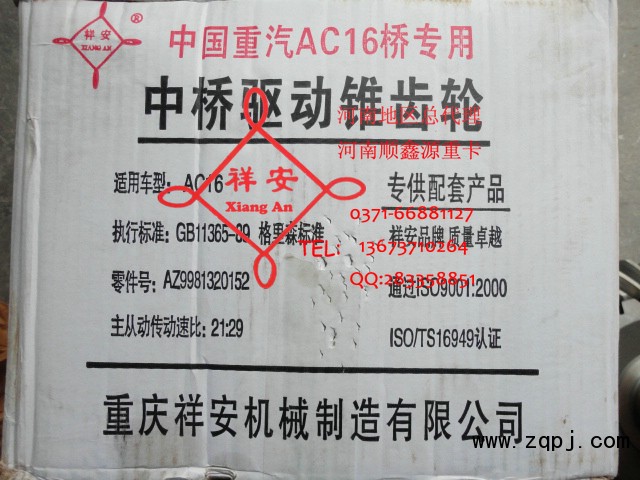 祥安
XIANG AN
®
中国重汽AC16桥专用
中桥驱动锥齿轮
河南地区总代理
河南顺鑫源重卡
祥安
Xiang An
适用车型: AC16
专供配套产品
0371-66881127
执行标准: GB11365-89 格里森标准
祥安品牌 质量卓越
TEL: 13673710264
零件号: AZ9981320152
QQ:283358851
通过ISO9001:2000
主从动传动速比: 21:29
ISO/TS16949认证
重庆祥安机械制造有限公司
www.zqpj.com